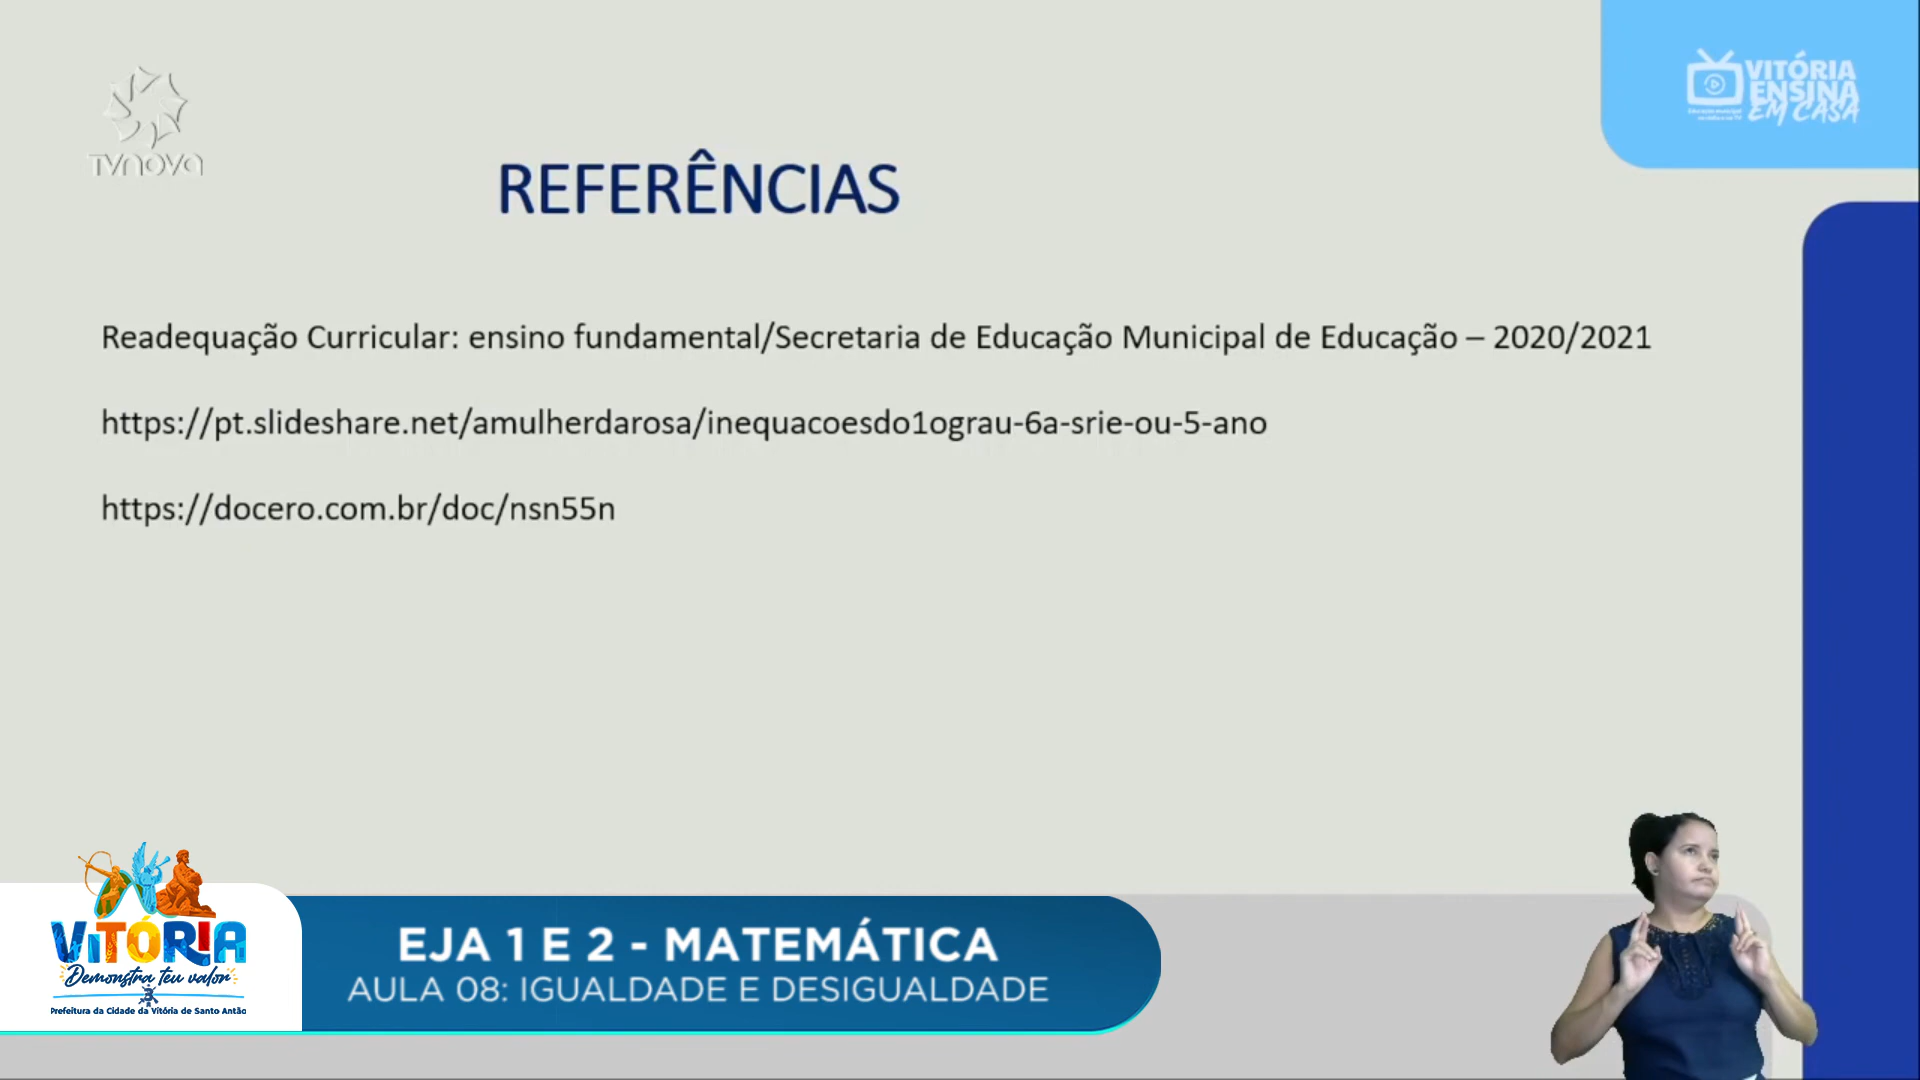 TVNOVA
VITÓRIA
ENSINA
EM CASA
REFERÊNCIAS
Readequação Curricular: ensino fundamental/Secretaria de Educação Municipal de Educação – 2020/2021
https://pt.slideshare.net/amulherdarosa/inequacoesdo1ograu-6a-srie-ou-5-ano
https://docero.com.br/doc/nsn55n
VITÓRIA
Demonstra teu valor
Prefeitura da Cidade da Vitória de Santo Antão
EJA 1 E 2 - MATEMÁTICA
AULA 08: IGUALDADE E DESIGUALDADE